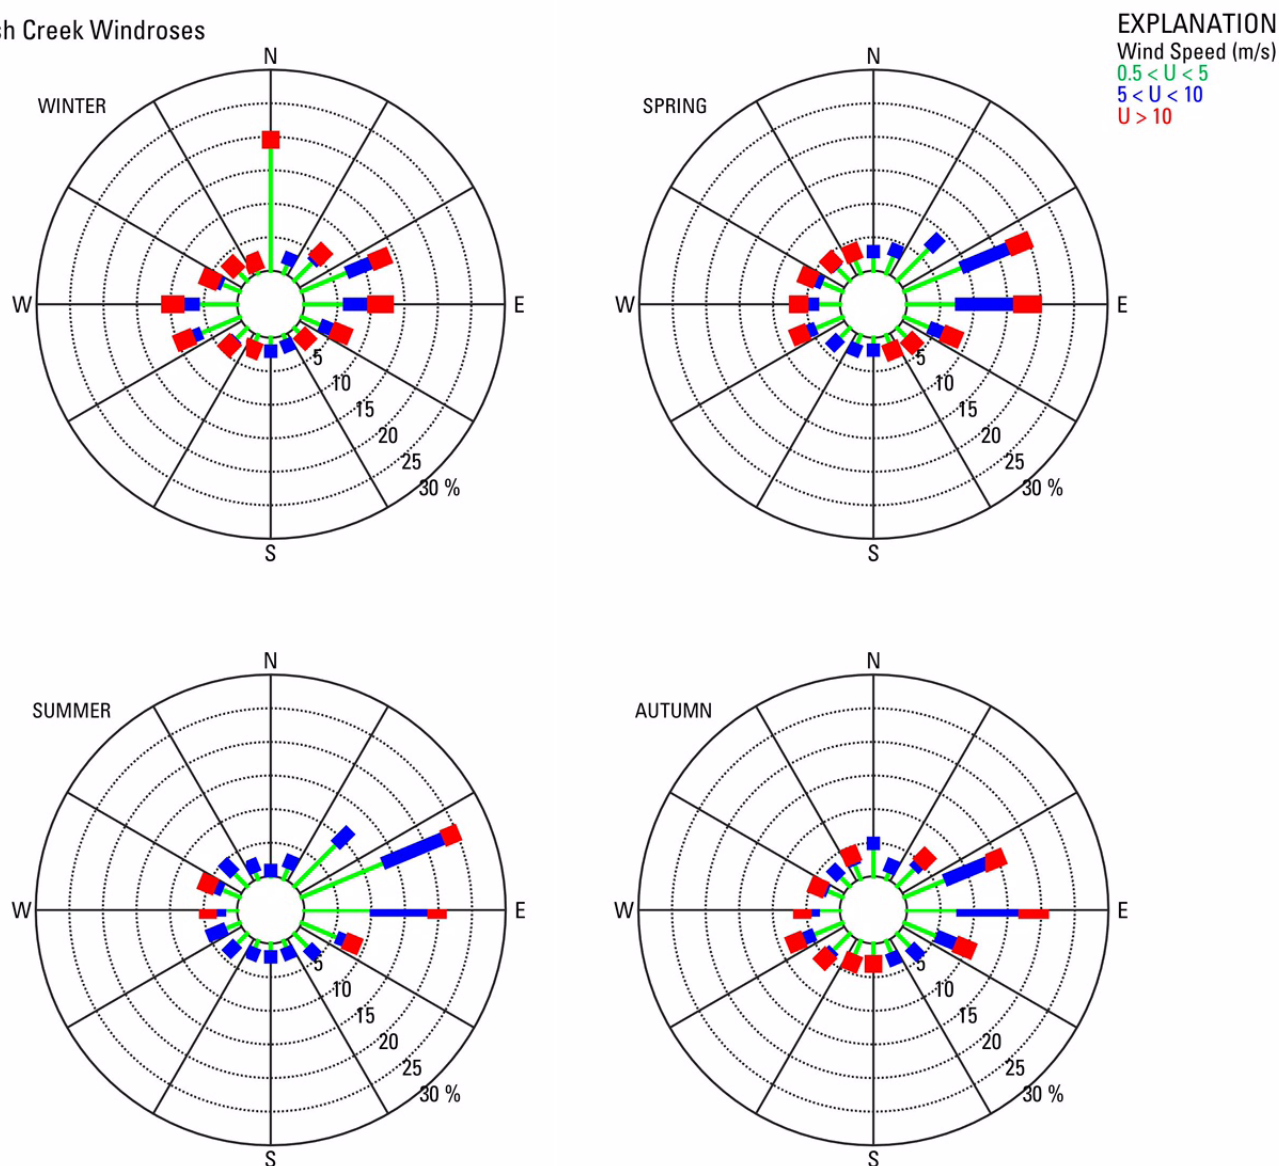 Creek Windroses
EXPLANATION
Wind Speed (m/s)
0.5 < U < 5
5 < U < 10
U > 10
WINTER
N
W
E
S
5
10
15
20
25
30 %
SPRING
N
W
E
S
5
10
15
20
25
30 %
SUMMER
N
W
E
S
5
10
15
20
25
30 %
AUTUMN
N
W
E
S
5
10
15
20
25
30 %